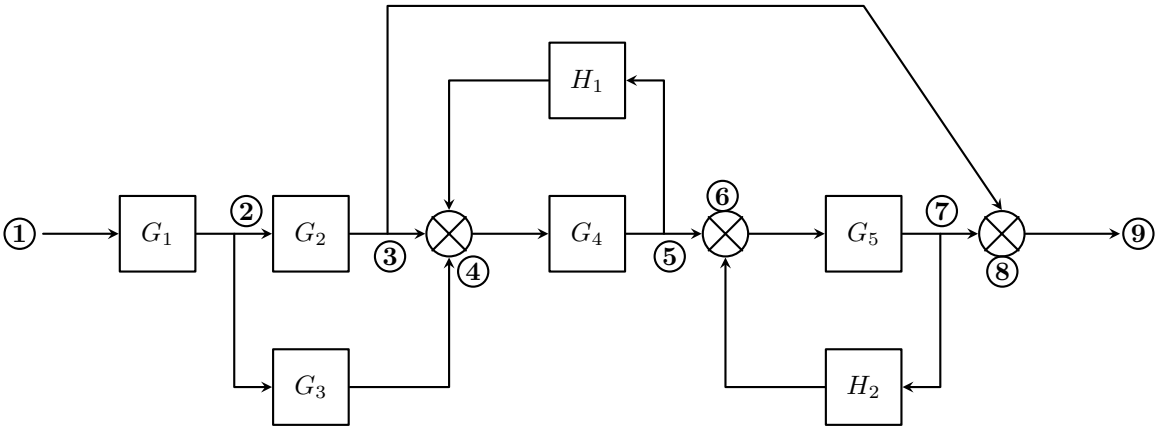 H₁
② ⑥ ⑦
① G₁ G₂ G₄ G₅ ⑨
③ ④ ⑤ ⑧
G₃ H₂